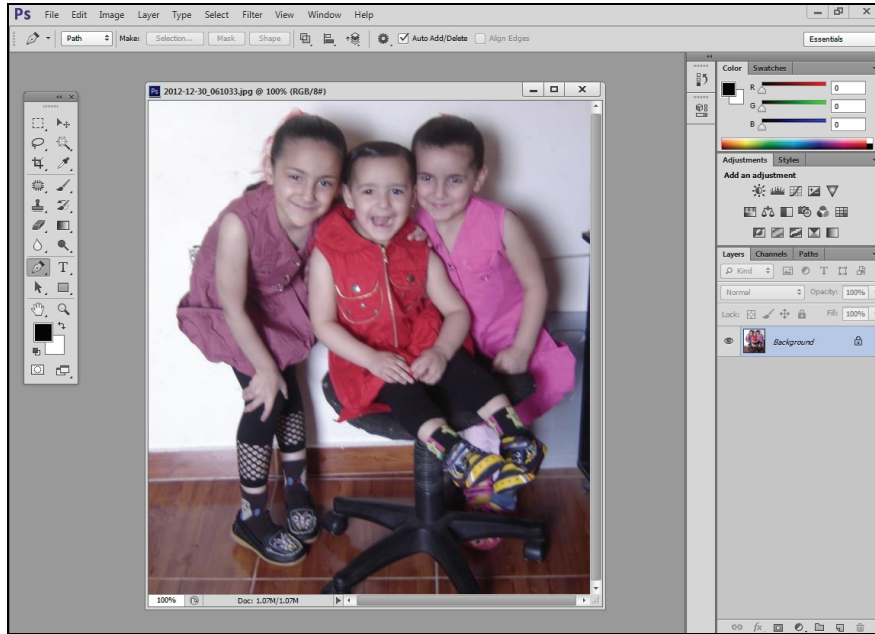 Ps File Edit Image Layer Type Select Filter View Window Help
Path Make: Selection... Mask Shape Auto Add/Delete Align Edges Essentials
Ps 2012-12-30_061033.jpg @ 100% (RGB/8#)
Color Swatches
R 0
G 0
B 0
Adjustments Styles
Add an adjustment
Layers Channels Paths
Kind T
Normal Opacity: 100%
Lock: Fill: 100%
Background
T
100% Doc: 1.07M/1.07M
fx